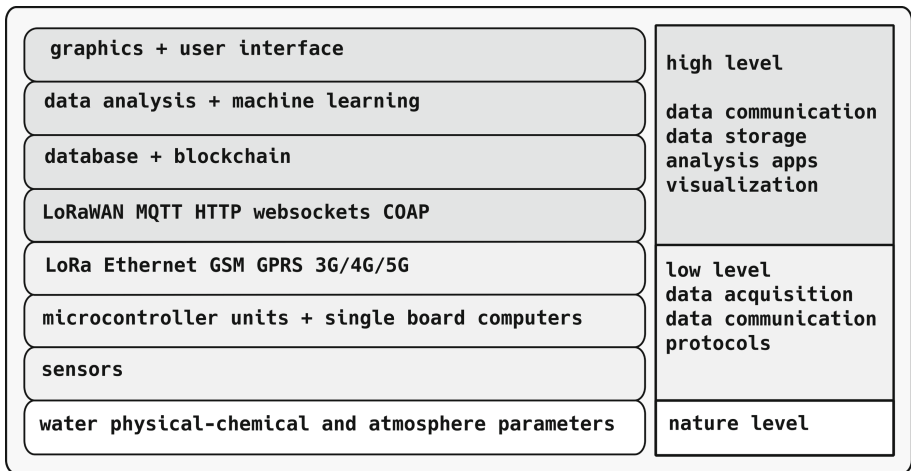 graphics + user interface
data analysis + machine learning
database + blockchain
LoRaWAN MQTT HTTP websockets COAP
LoRa Ethernet GSM GPRS 3G/4G/5G
microcontroller units + single board computers
sensors
water physical-chemical and atmosphere parameters
high level
data communication
data storage
analysis apps
visualization
low level
data acquisition
data communication
protocols
nature level